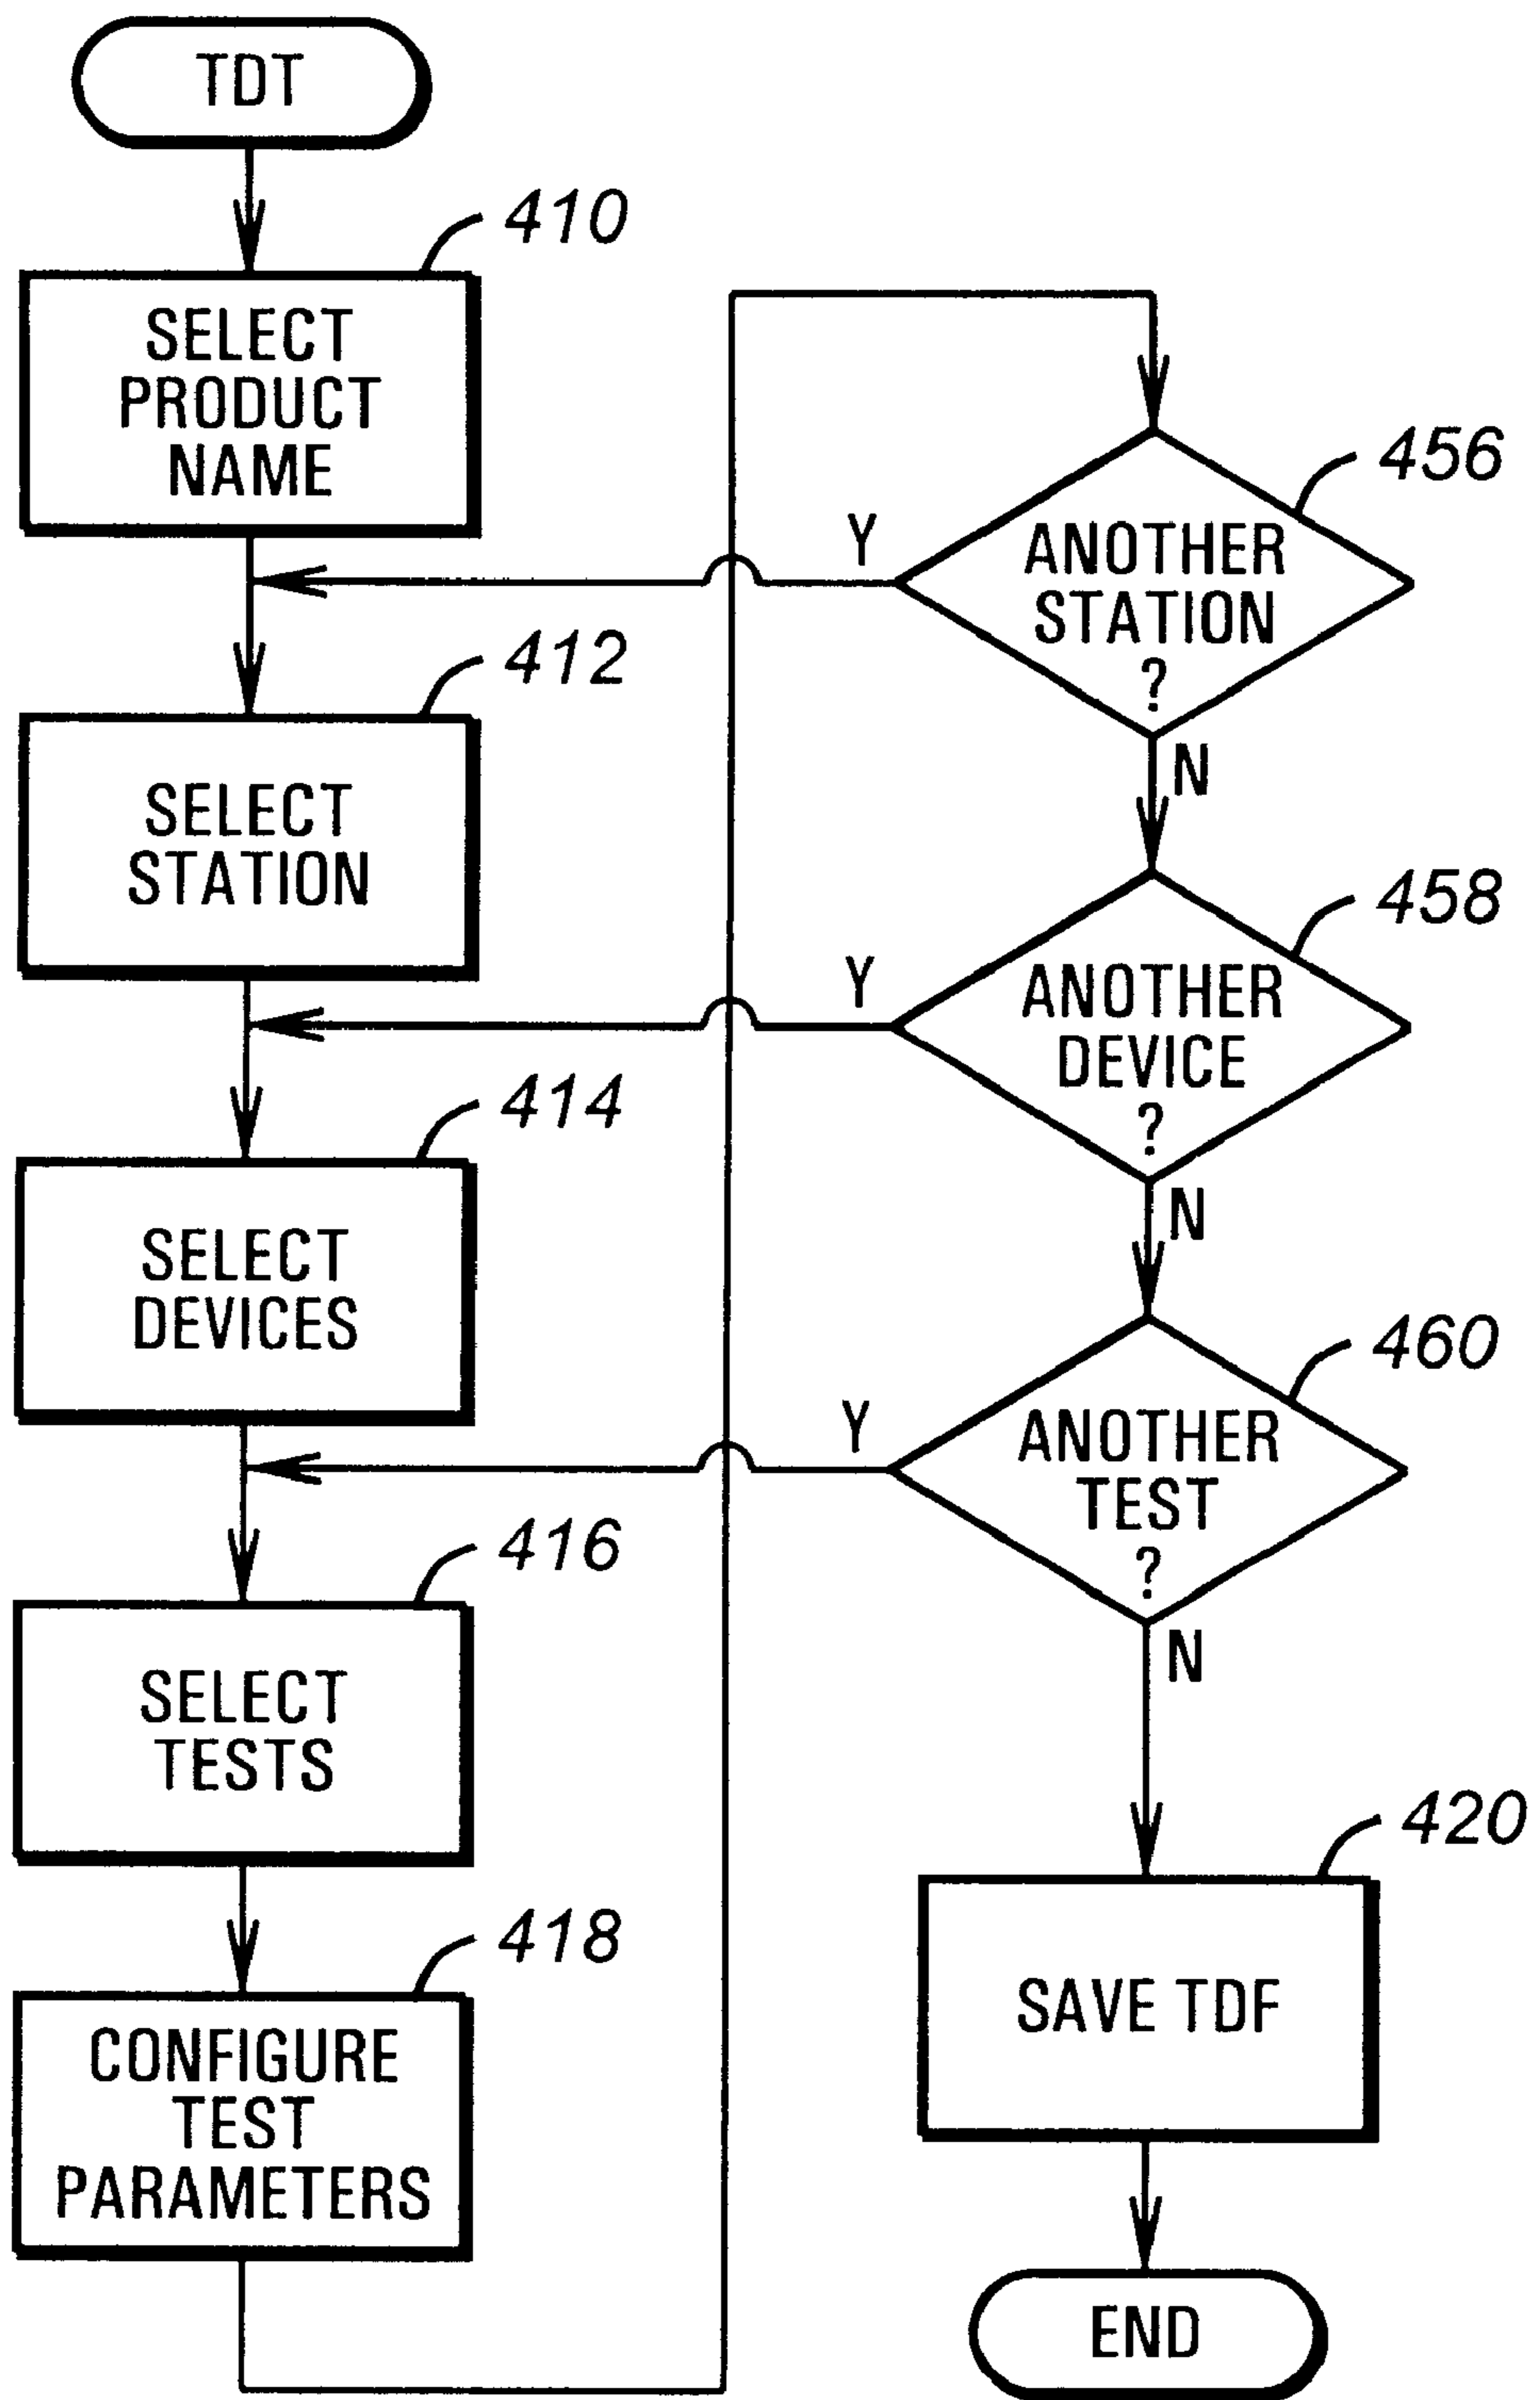 TDT
410
SELECT
PRODUCT
NAME
412
SELECT
STATION
414
SELECT
DEVICES
416
SELECT
TESTS
418
CONFIGURE
TEST
PARAMETERS
456
ANOTHER
STATION
?
Y
N
458
ANOTHER
DEVICE
?
Y
N
460
ANOTHER
TEST
?
Y
N
420
SAVE TDF
END